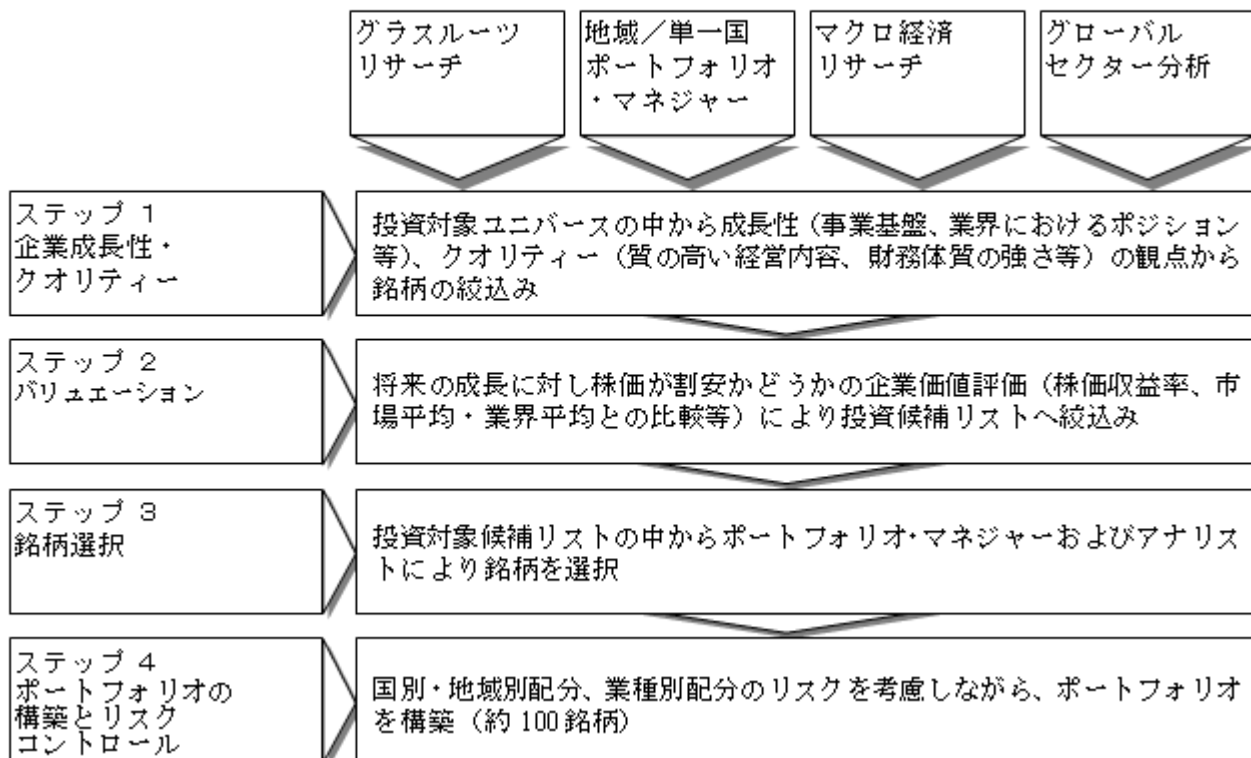 グラスルーツ
リサーチ
地域／単一国
ポートフォリオ
・マネジャー
マクロ経済
リサーチ
グローバル
セクター分析
ステップ １
企業成長性・
クオリティー
投資対象ユニバースの中から成長性（事業基盤、業界におけるポジション
等）、クオリティー（質の高い経営内容、財務体質の強さ等）の観点から
銘柄の絞込み
ステップ ２
バリュエーション
将来の成長に対し株価が割安かどうかの企業価値評価（株価収益率、市
場平均・業界平均との比較等）により投資候補リストへ絞込み
ステップ ３
銘柄選択
投資対象候補リストの中からポートフォリオ・マネジャーおよびアナリス
トにより銘柄を選択
ステップ ４
ポートフォリオの
構築とリスク
コントロール
国別・地域別配分、業種別配分のリスクを考慮しながら、ポートフォリオ
を構築（約 100 銘柄）